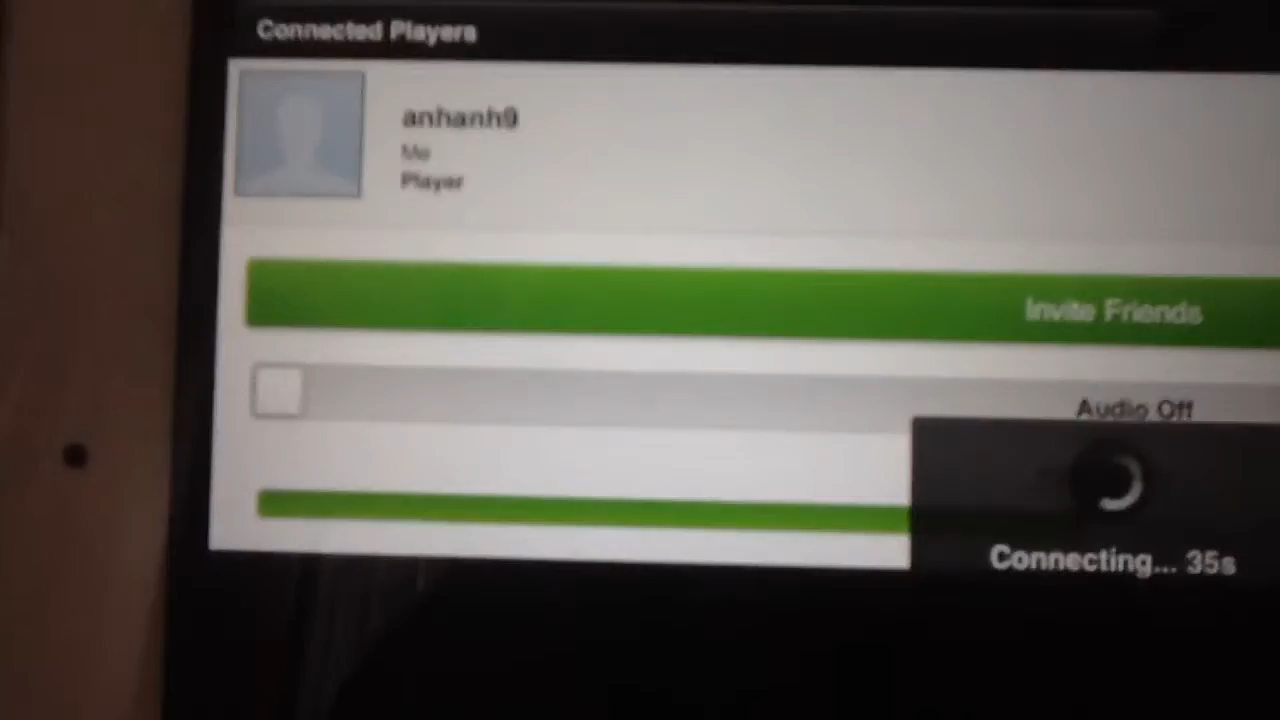 Connected Players
anhanh9
Me
Player
Invite Friends
Audio Off
Connecting... 35s